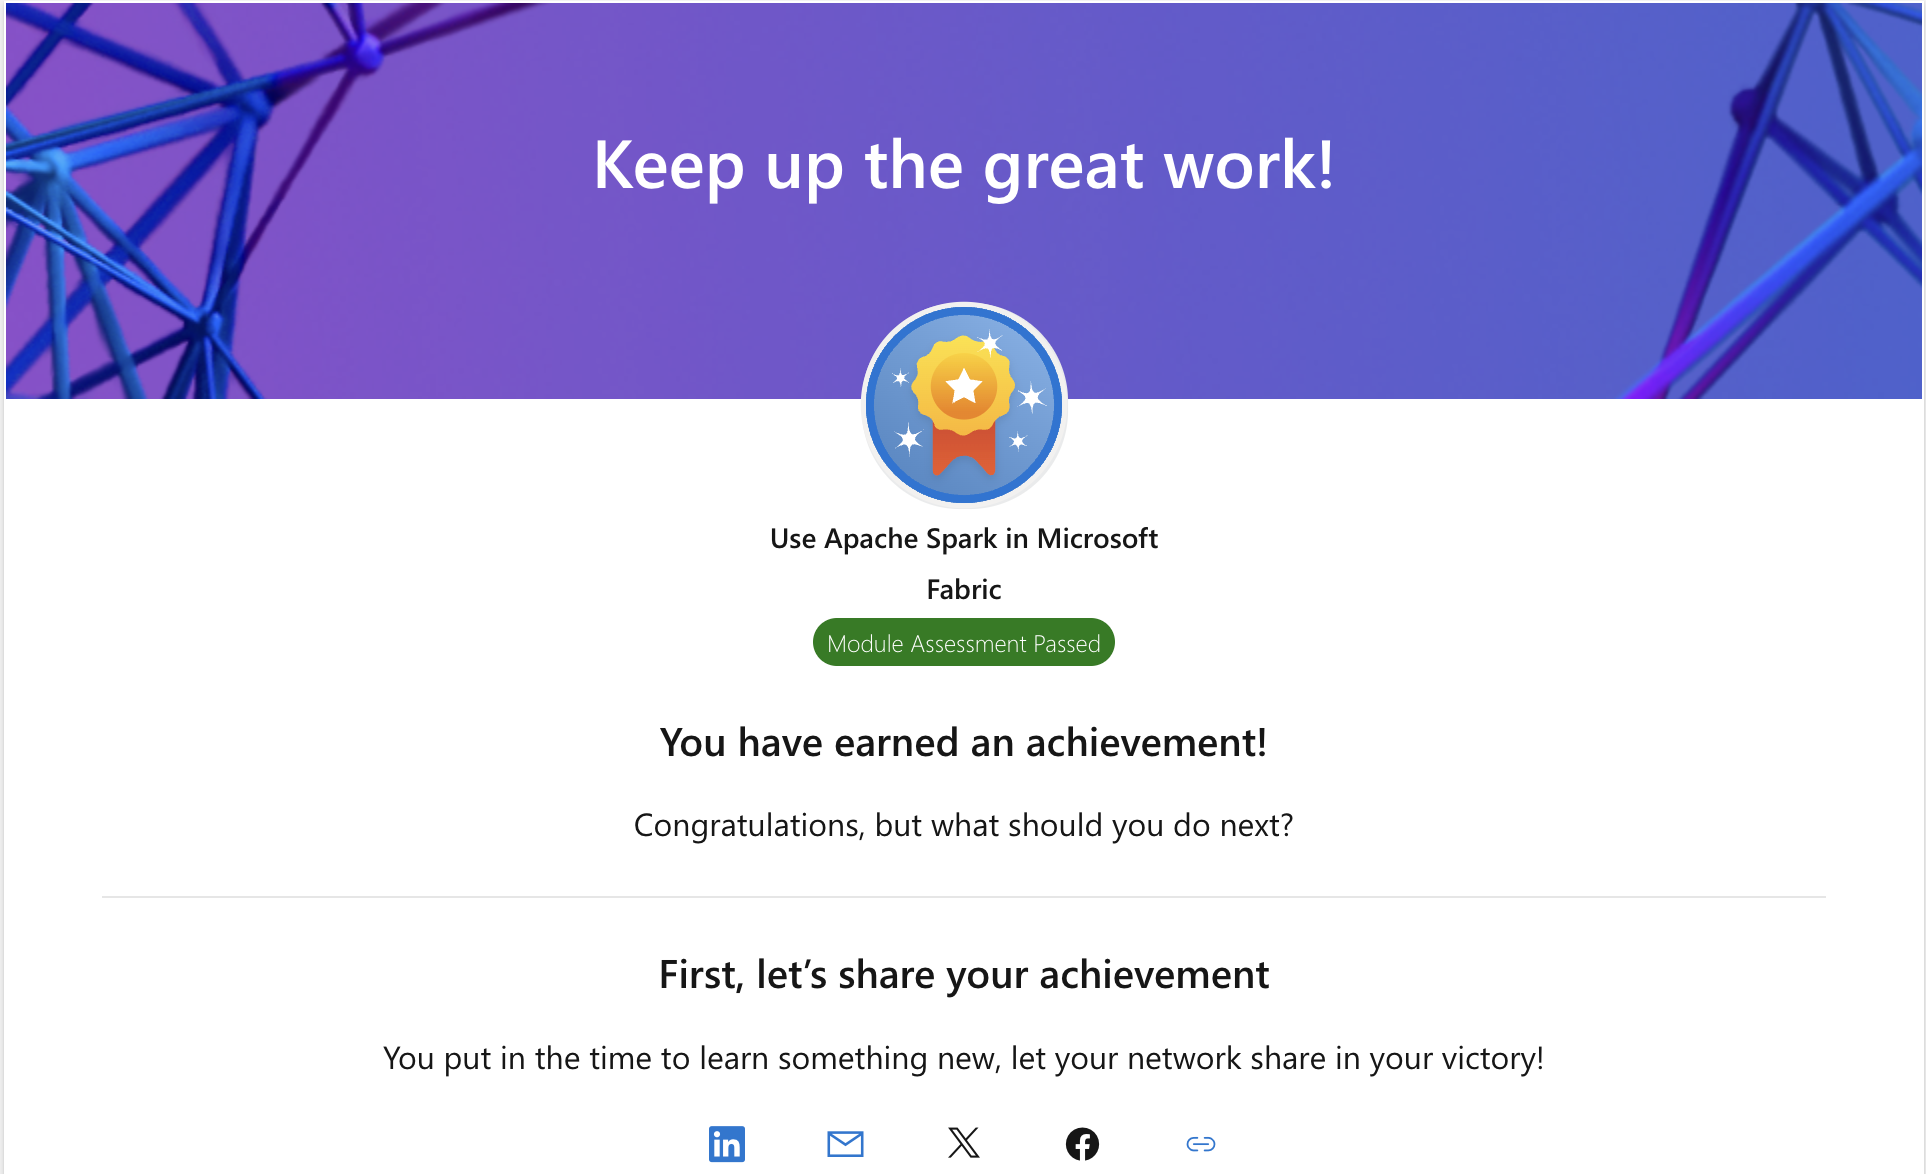 Keep up the great work!
Use Apache Spark in Microsoft
Fabric
Module Assessment Passed
You have earned an achievement!
Congratulations, but what should you do next?
First, let’s share your achievement
You put in the time to learn something new, let your network share in your victory!
in